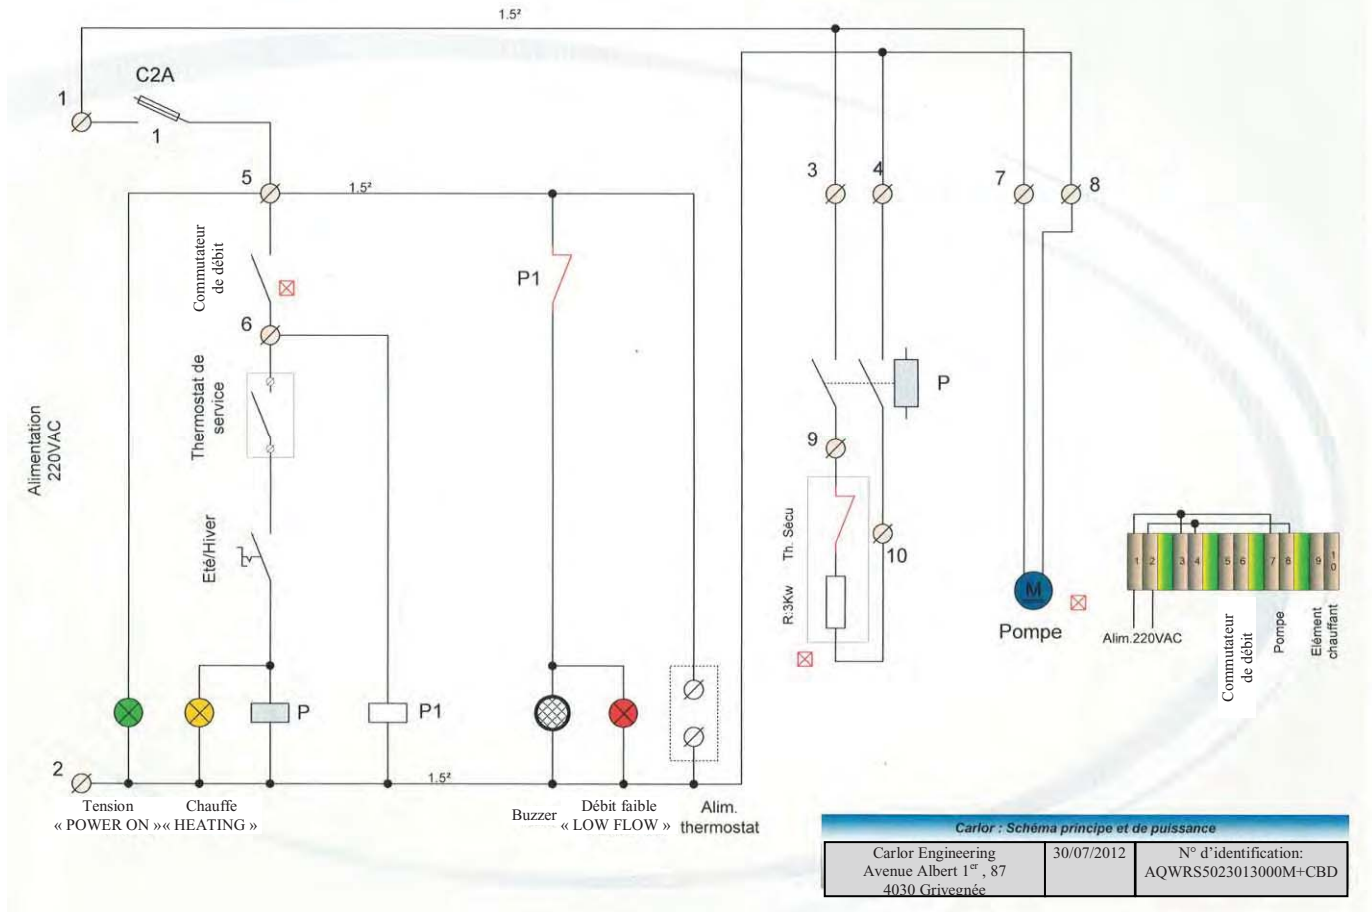 1.5²
C2A
1
1
3
4
7
8
5
1.5²
Commutateur
de débit
P1
6
Thermostat de
service
P
Alimentation
220VAC
9
Eté/Hiver
Th. Sécu
R:3Kw
10
M
Pompe
1 2 3 4 5 6 7 8 9 10
Alim.220VAC
Commutateur
de débit
Pompe
Elément
chauffant
P
P1
2
1.5²
Tension
« POWER ON »
Chauffe
« HEATING »
Buzzer
Débit faible
« LOW FLOW »
Alim.
thermostat
Carlor : Schéma principe et de puissance
Carlor Engineering
Avenue Albert 1er , 87
4030 Grivegnée
30/07/2012
N° d'identification:
AQWRS5023013000M+CBD